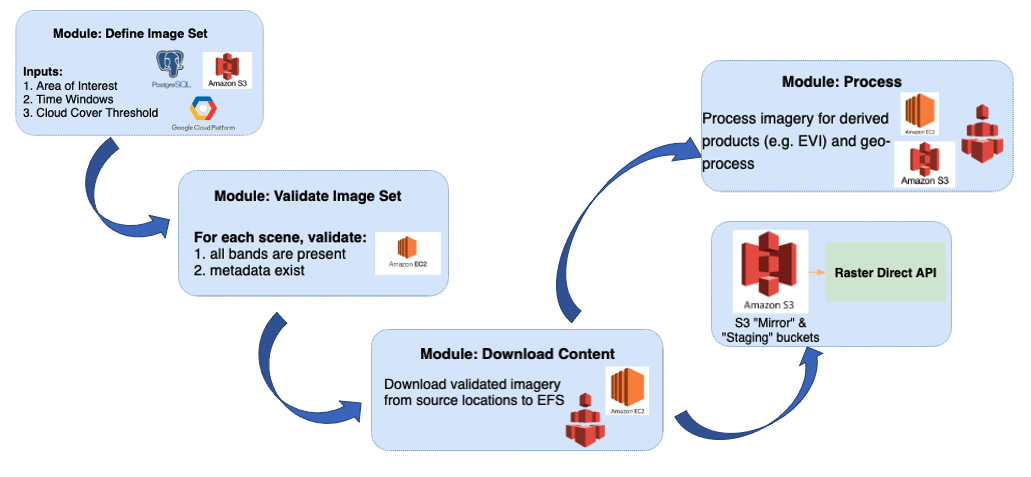 Module: Define Image Set
PostgreSQL
Amazon S3
Inputs:
1. Area of Interest
2. Time Windows
3. Cloud Cover Threshold
Google Cloud Platform
Module: Validate Image Set
For each scene, validate:
1. all bands are present
2. metadata exist
Amazon EC2
Module: Download Content
Download validated imagery
from source locations to EFS
Amazon EC2
Module: Process
Process imagery for derived
products (e.g. EVI) and geo-
process
Amazon EC2
Amazon S3
Amazon S3
Raster Direct API
S3 "Mirror" &
"Staging" buckets